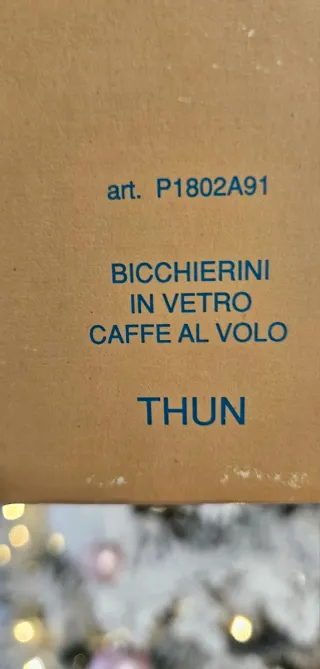 art. P1802A91
BICCHIERINI
IN VETRO
CAFFE AL VOLO
THUN